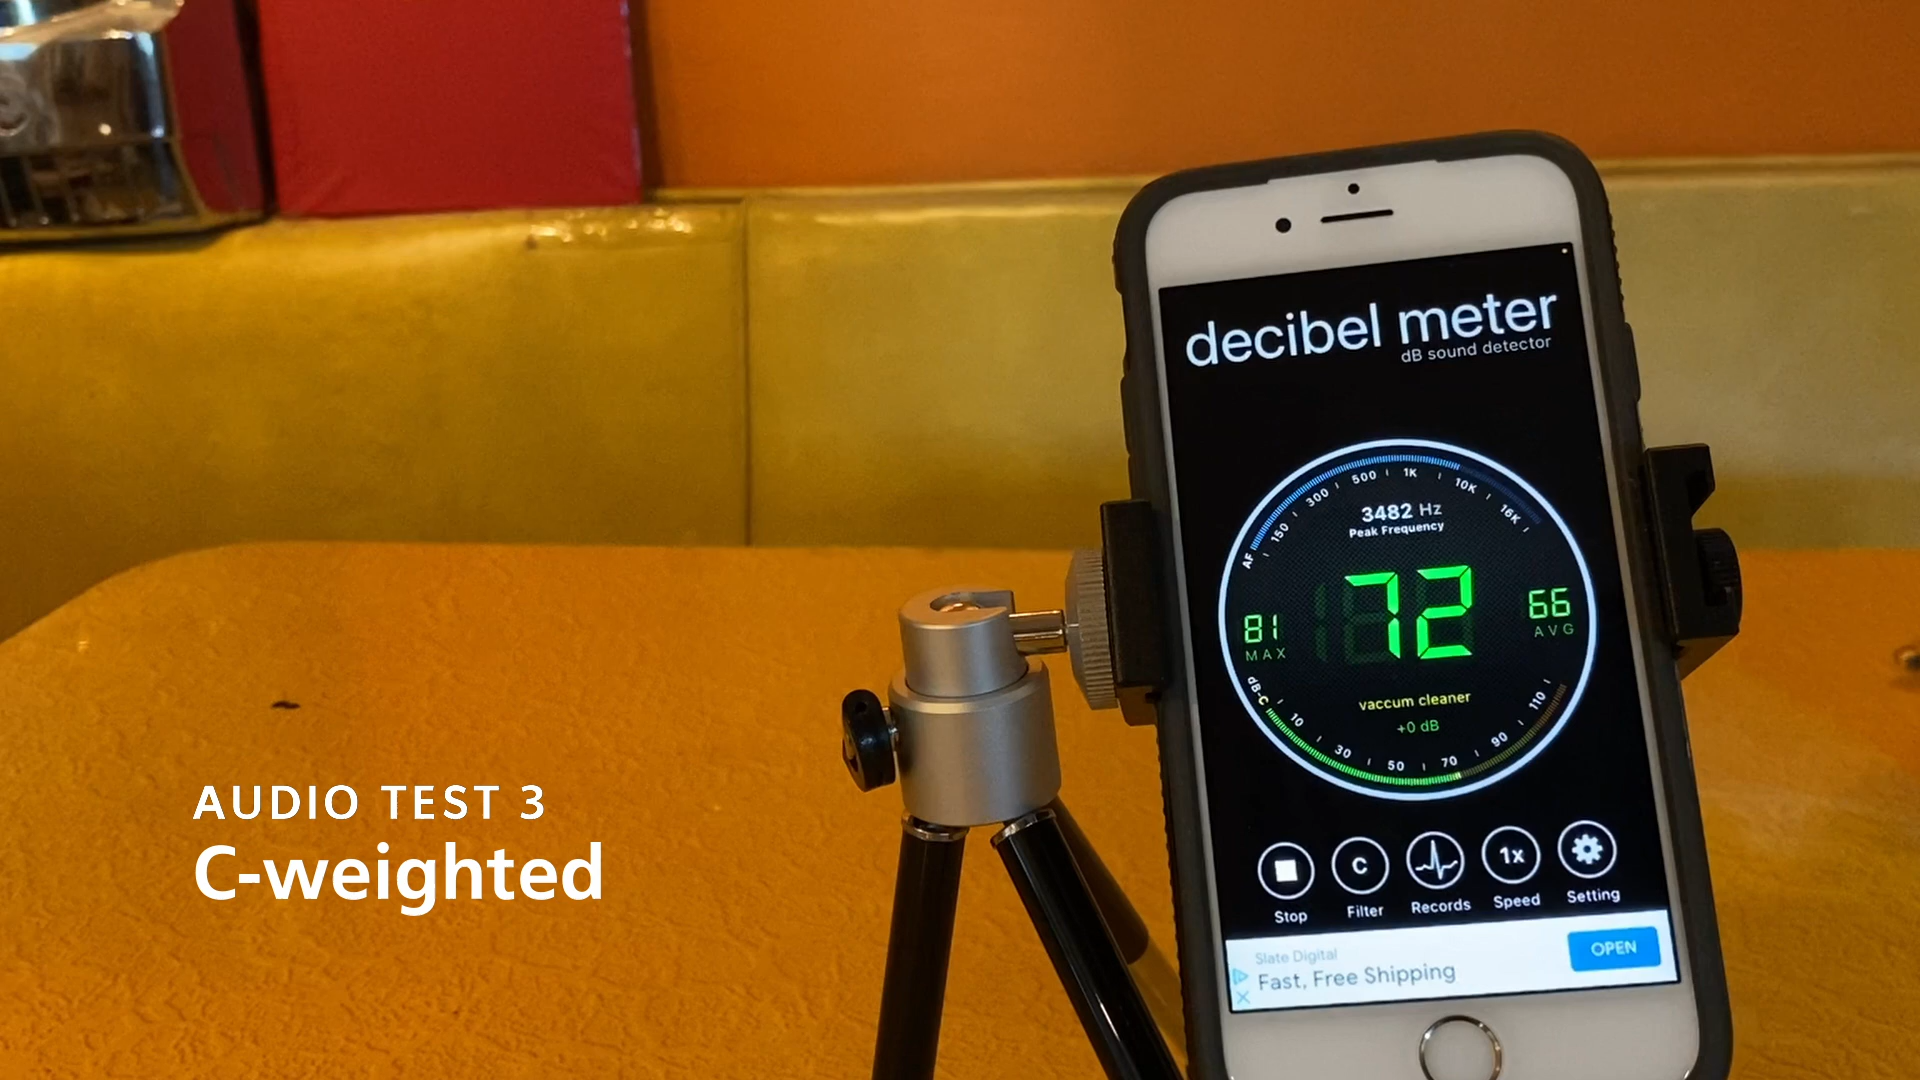 decibel meter
dB sound detector
AF 150 300 500 1K 10K 16K
3482 Hz
Peak Frequency
72
81
MAX
66
AVG
vaccum cleaner
+0 dB
dB-C 10 30 50 70 90 110
C
1x
Stop Filter Records Speed Setting
Slate Digital
Fast, Free Shipping
OPEN
AUDIO TEST 3
C-weighted